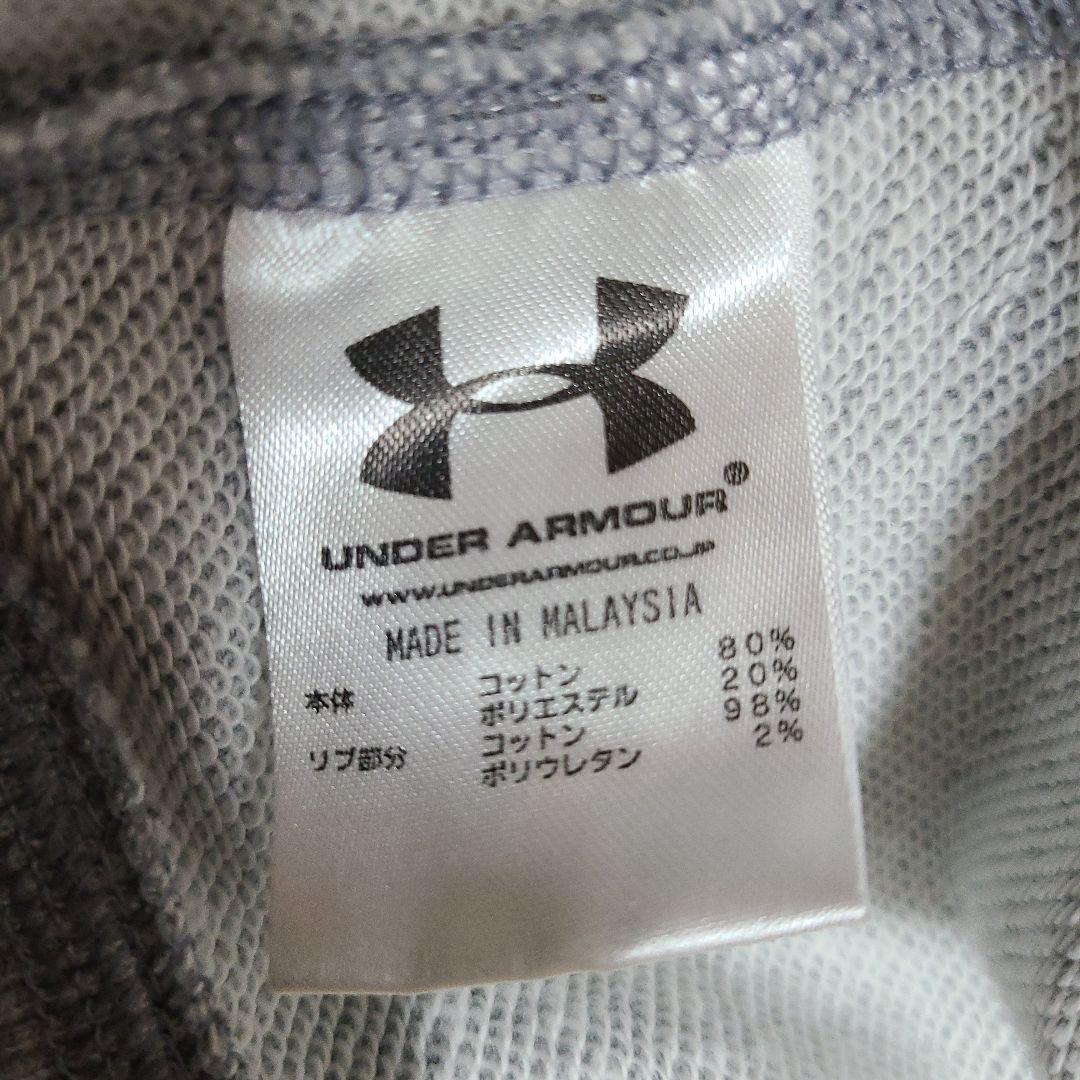 UNDER ARMOUR®
WWW.UNDERARMOUR.CO.JP
MADE IN MALAYSIA
本体 コットン 80%
ポリエステル 20%
リブ部分 コットン 98%
ポリウレタン 2%